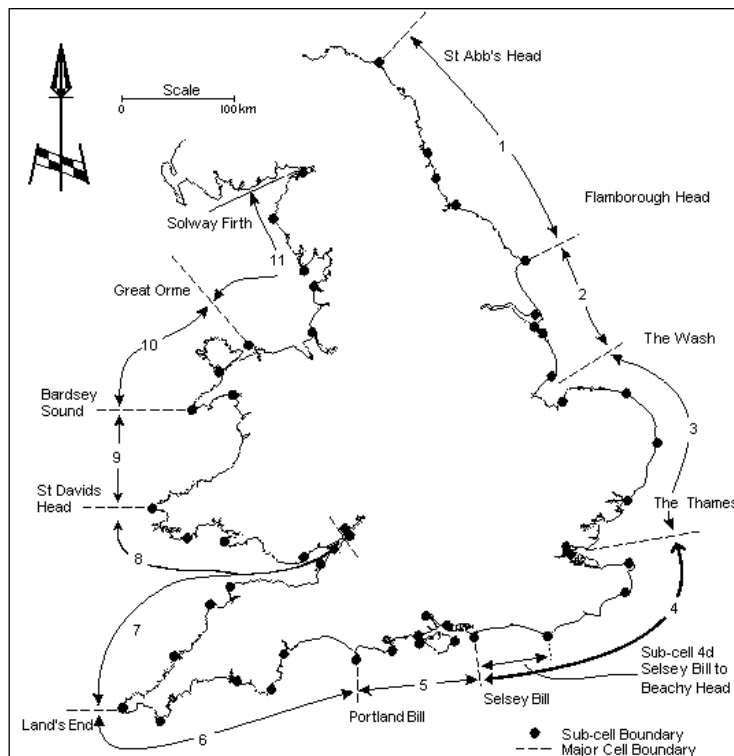 St Abb's Head
Scale
0
100km
1
Flamborough Head
Solway Firth
11
Great Orme
2
10
The Wash
Bardsey
Sound
3
9
St Davids
Head
The Thames
8
7
4
Sub-cell 4d
Selsey Bill to
Beachy Head
5
Selsey Bill
Portland Bill
Land's End
6
Sub-cell Boundary
Major Cell Boundary